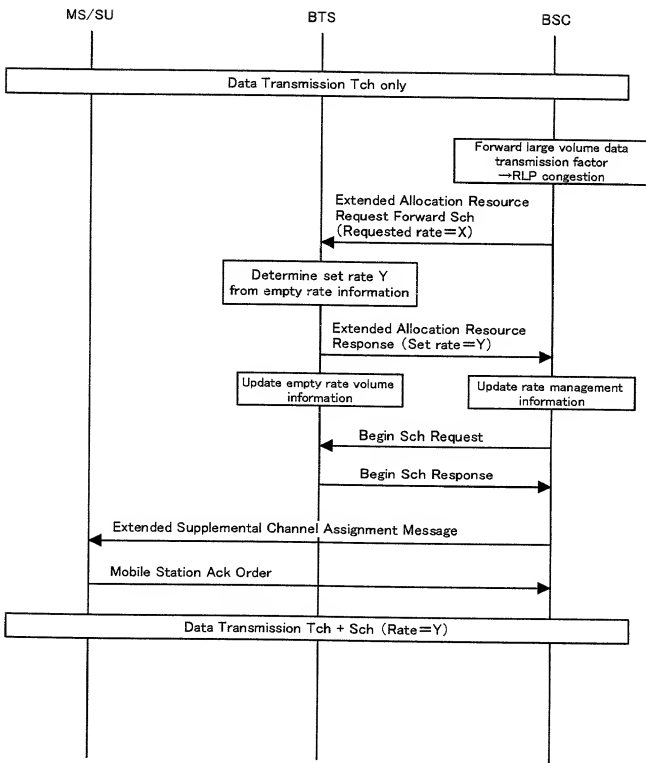 MS/SU BTS BSC
Data Transmission Tch only
Forward large volume data
transmission factor
→RLP congestion
Extended Allocation Resource
Request Forward Sch
(Requested rate=X)
Determine set rate Y
from empty rate information
Extended Allocation Resource
Response (Set rate=Y)
Update empty rate volume
information
Update rate management
information
Begin Sch Request
Begin Sch Response
Extended Supplemental Channel Assignment Message
Mobile Station Ack Order
Data Transmission Tch + Sch (Rate=Y)